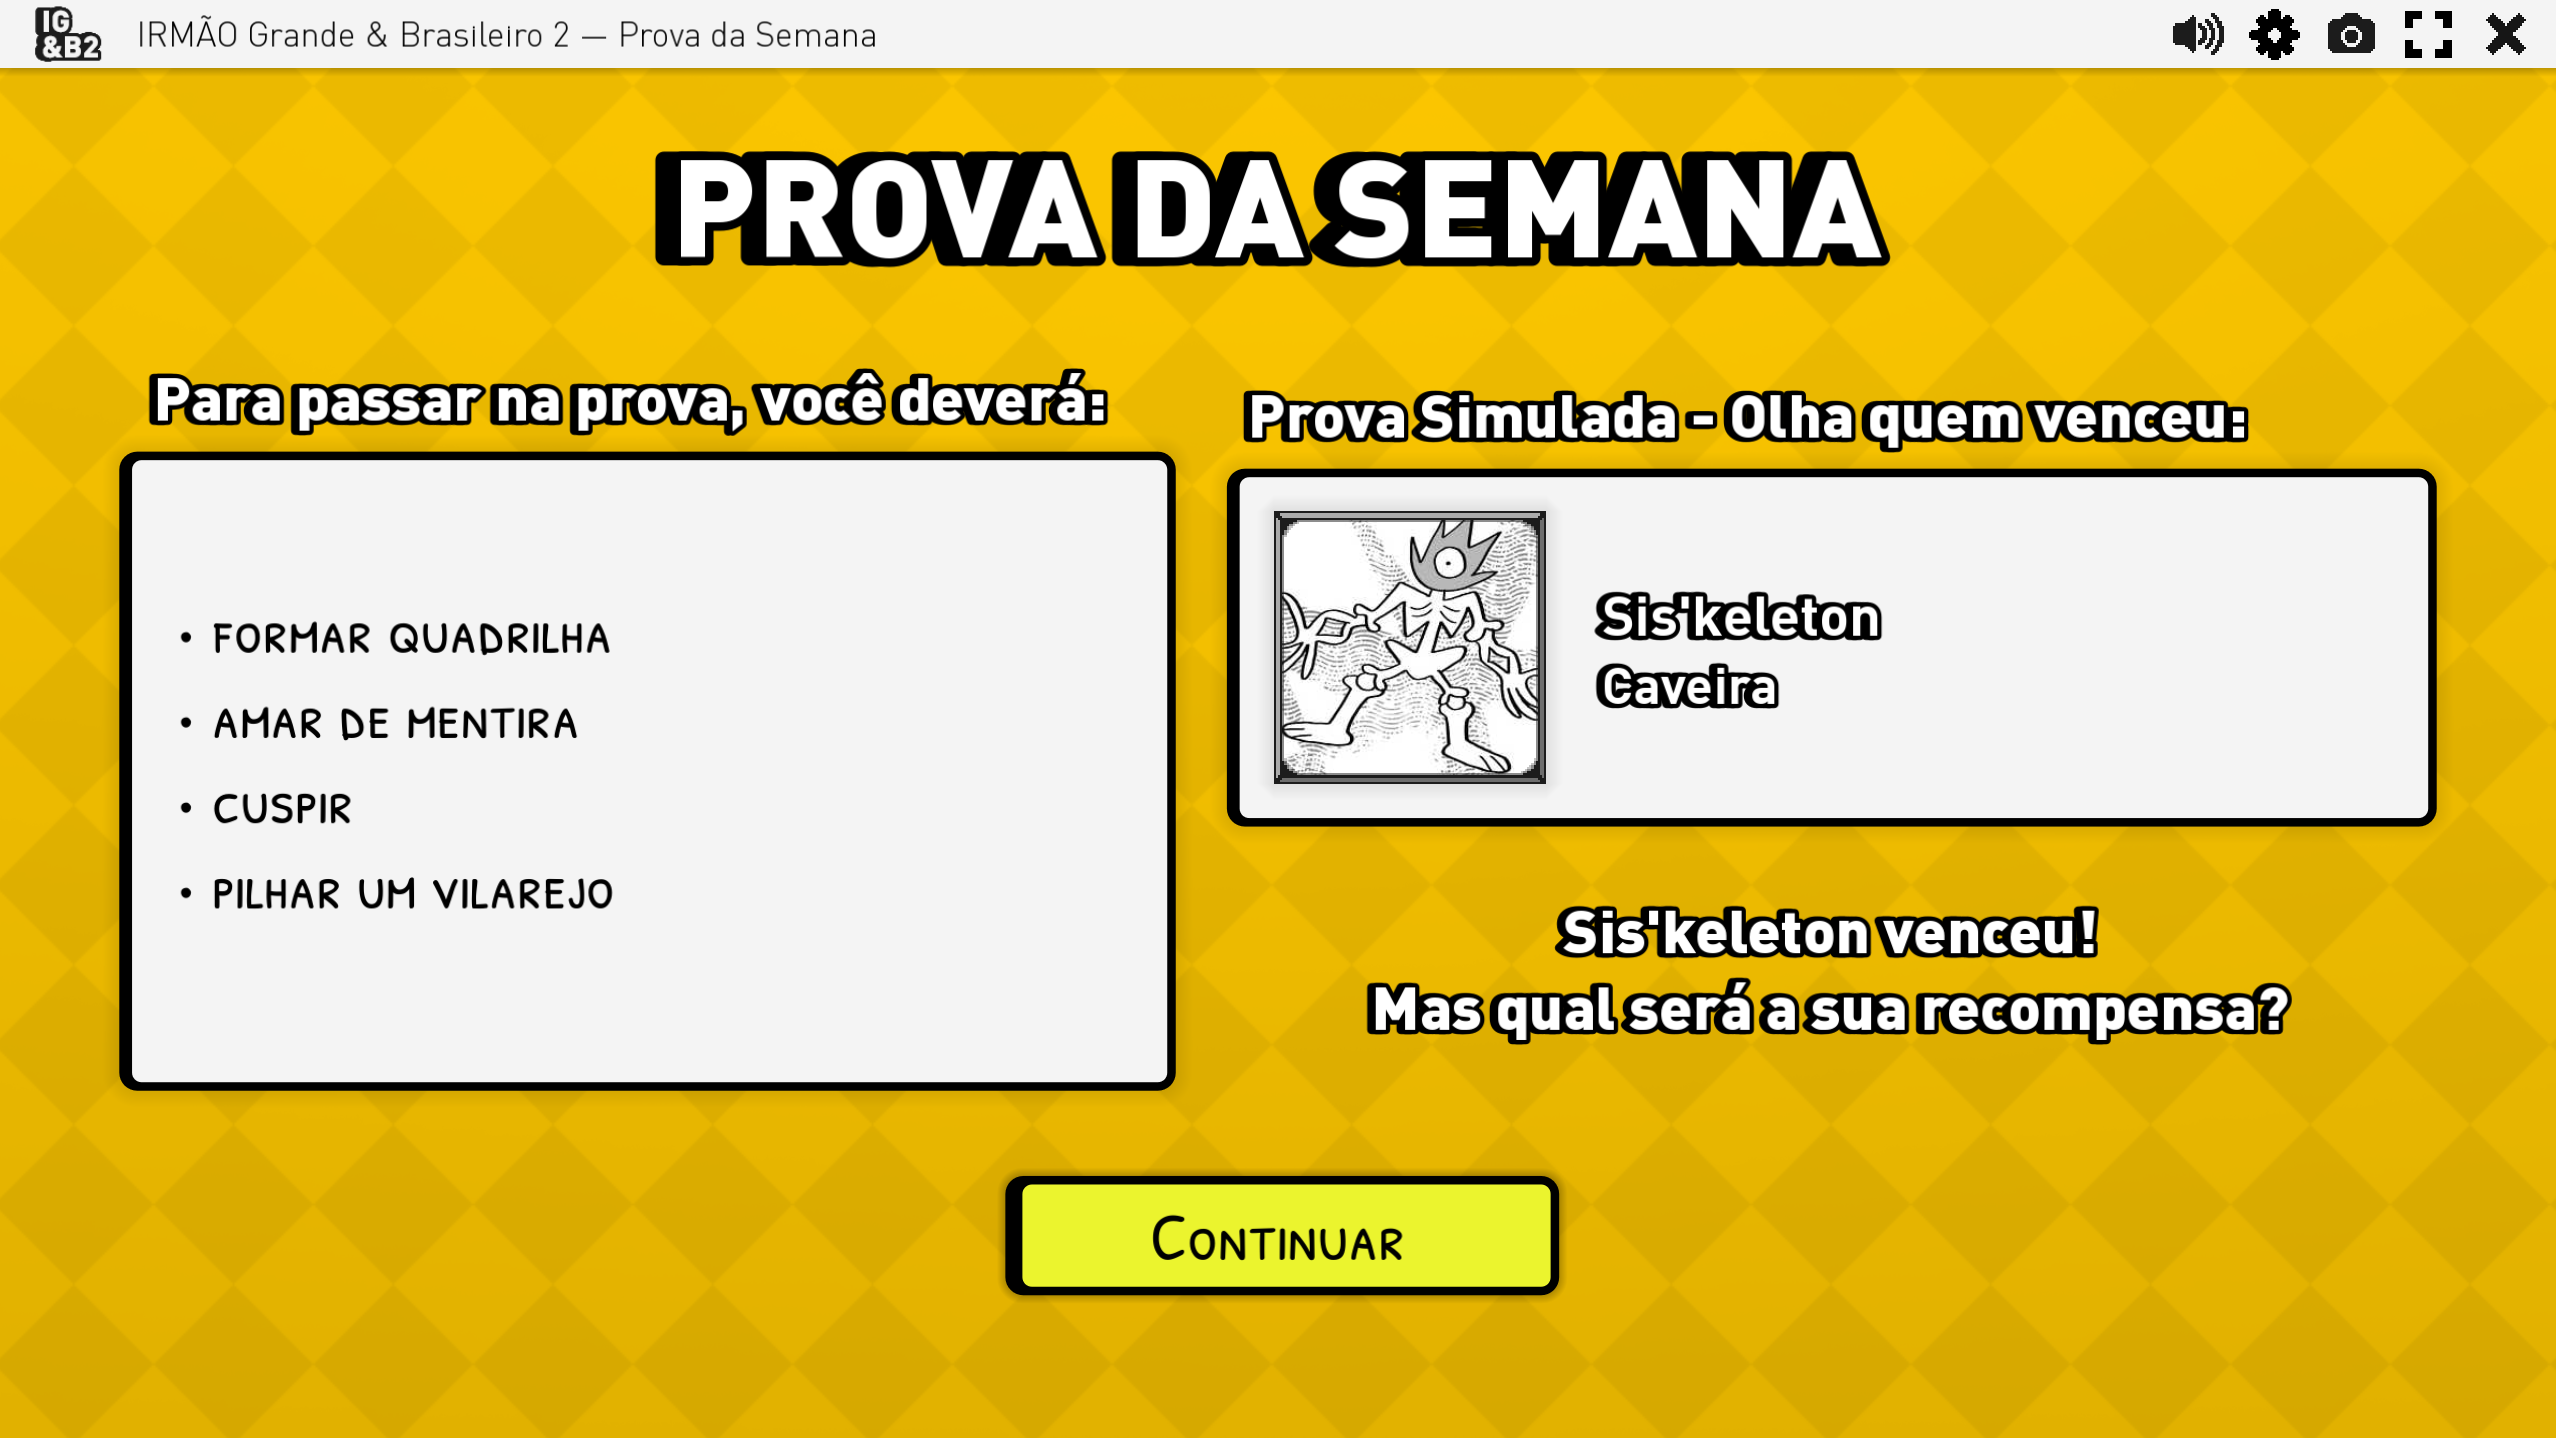 IG
&B2
IRMÃO Grande & Brasileiro 2 — Prova da Semana
PROVA DA SEMANA
Para passar na prova, você deverá:
• FORMAR QUADRILHA
• AMAR DE MENTIRA
• CUSPIR
• PILHAR UM VILAREJO
Prova Simulada - Olha quem venceu:
Sis'keleton
Caveira
Sis'keleton venceu!
Mas qual será a sua recompensa?
CONTINUAR